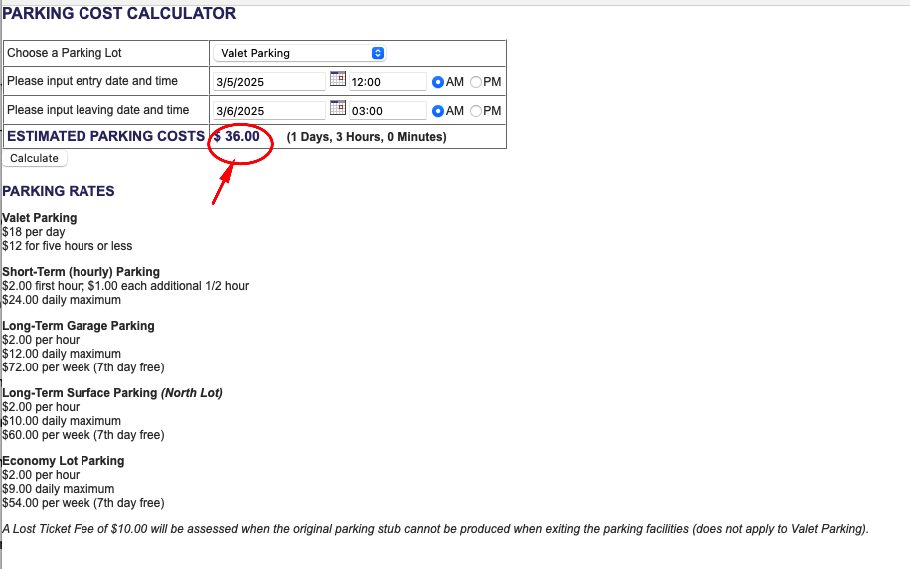 PARKING COST CALCULATOR
Choose a Parking Lot Valet Parking
Please input entry date and time 3/5/2025 12:00 AM PM
Please input leaving date and time 3/6/2025 03:00 AM PM
ESTIMATED PARKING COSTS $ 36.00 (1 Days, 3 Hours, 0 Minutes)
Calculate
PARKING RATES
Valet Parking
$18 per day
$12 for five hours or less
Short-Term (hourly) Parking
$2.00 first hour; $1.00 each additional 1/2 hour
$24.00 daily maximum
Long-Term Garage Parking
$2.00 per hour
$12.00 daily maximum
$72.00 per week (7th day free)
Long-Term Surface Parking (North Lot)
$2.00 per hour
$10.00 daily maximum
$60.00 per week (7th day free)
Economy Lot Parking
$2.00 per hour
$9.00 daily maximum
$54.00 per week (7th day free)
A Lost Ticket Fee of $10.00 will be assessed when the original parking stub cannot be produced when exiting the parking facilities (does not apply to Valet Parking).